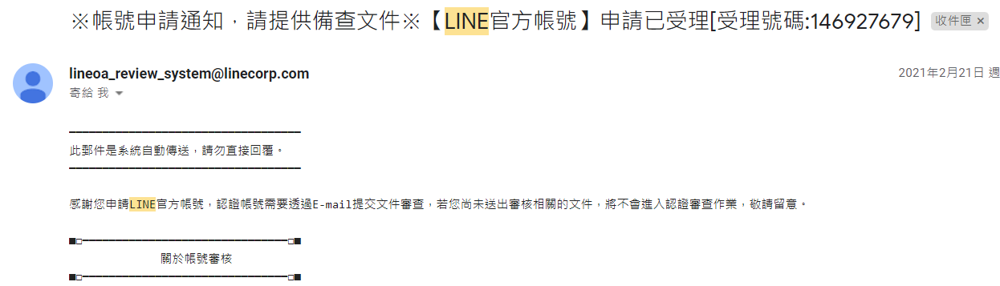 ※帳號申請通知，請提供備查文件※【LINE官方帳號】申請已受理[受理號碼:146927679] 收件匣 ×
lineoa_review_system@linecorp.com 2021年2月21日 週
寄給 我
此郵件是系統自動傳送，請勿直接回覆。
感謝您申請LINE官方帳號，認證帳號需要透過E-mail提交文件審查，若您尚未送出審核相關的文件，將不會進入認證審查作業，敬請留意。
■□━━━━━━━━━━━━━━━━━━━━━━━━━━━━━━□■
關於帳號審核
■□━━━━━━━━━━━━━━━━━━━━━━━━━━━━━━□■